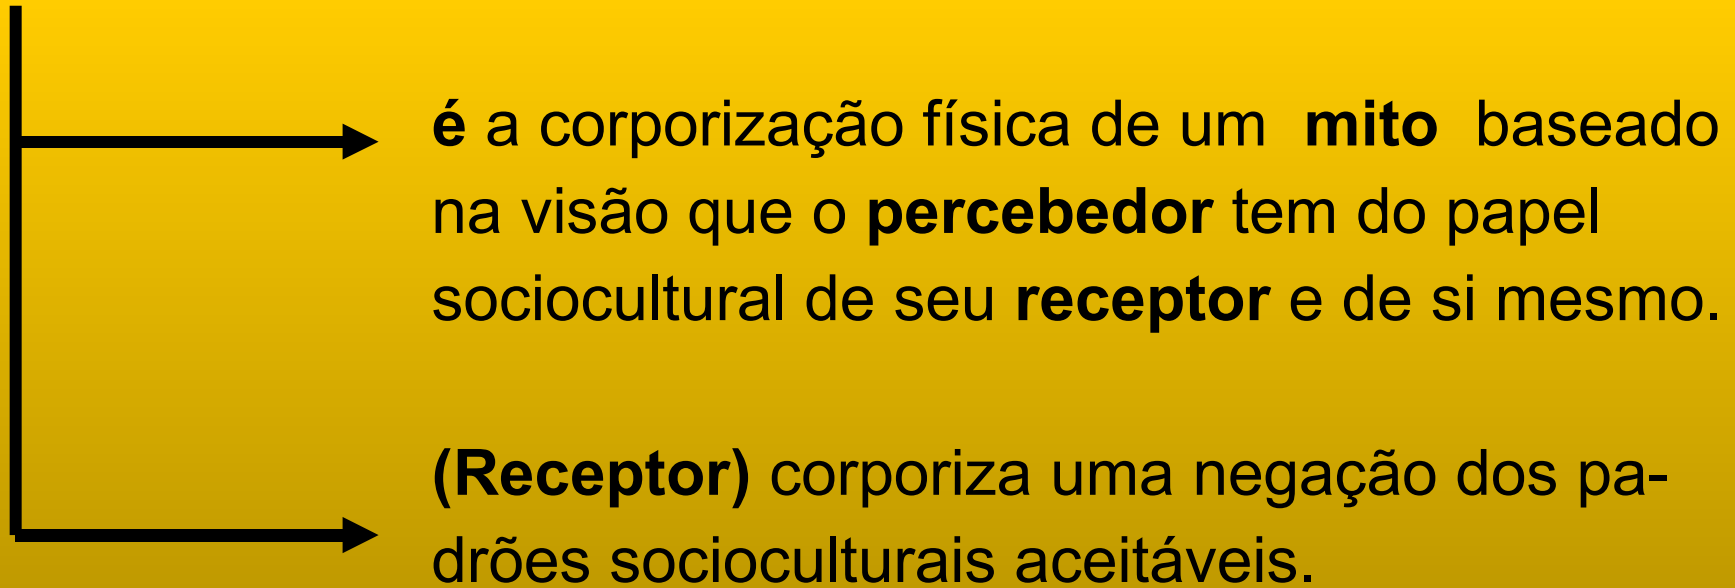 é a corporização física de um mito baseado
na visão que o percebedor tem do papel
sociocultural de seu receptor e de si mesmo.
(Receptor) corporiza uma negação dos pa-
drões socioculturais aceitáveis.